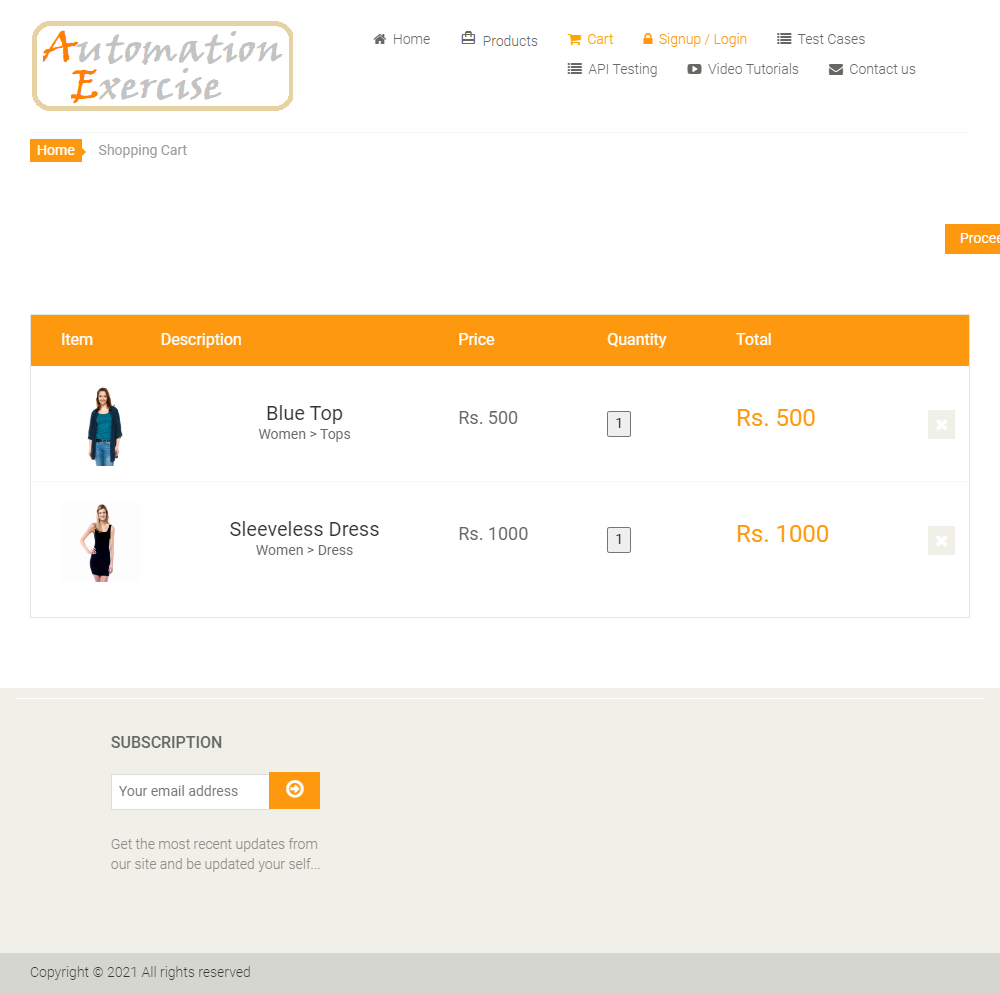 Automation
Exercise
Home
Products
Cart
Signup / Login
Test Cases
API Testing
Video Tutorials
Contact us
Home
Shopping Cart
Item Description Price Quantity Total
Blue Top
Women > Tops
Rs. 500
1
Rs. 500
Sleeveless Dress
Women > Dress
Rs. 1000
1
Rs. 1000
SUBSCRIPTION
Your email address
Get the most recent updates from
our site and be updated your self...
Copyright © 2021 All rights reserved